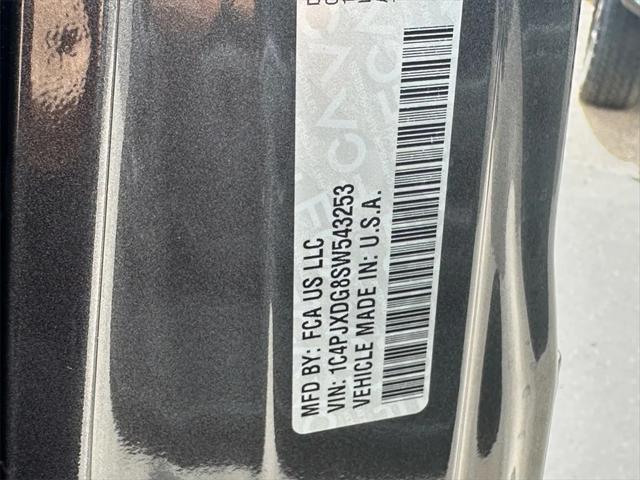 MFD BY: FCA US LLC
VIN: 1C4PJXDG8SW543253
VEHICLE MADE IN: U.S.A.